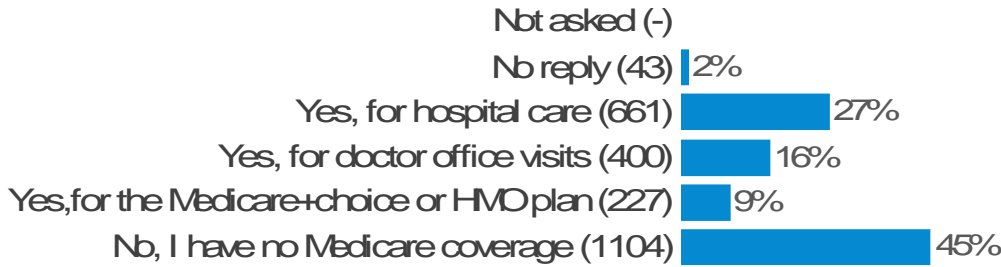 Not asked (-)
No reply (43) 2%
Yes, for hospital care (661) 27%
Yes, for doctor office visits (400) 16%
Yes,for the Medicare+choice or HMO plan (227) 9%
No, I have no Medicare coverage (1104) 45%